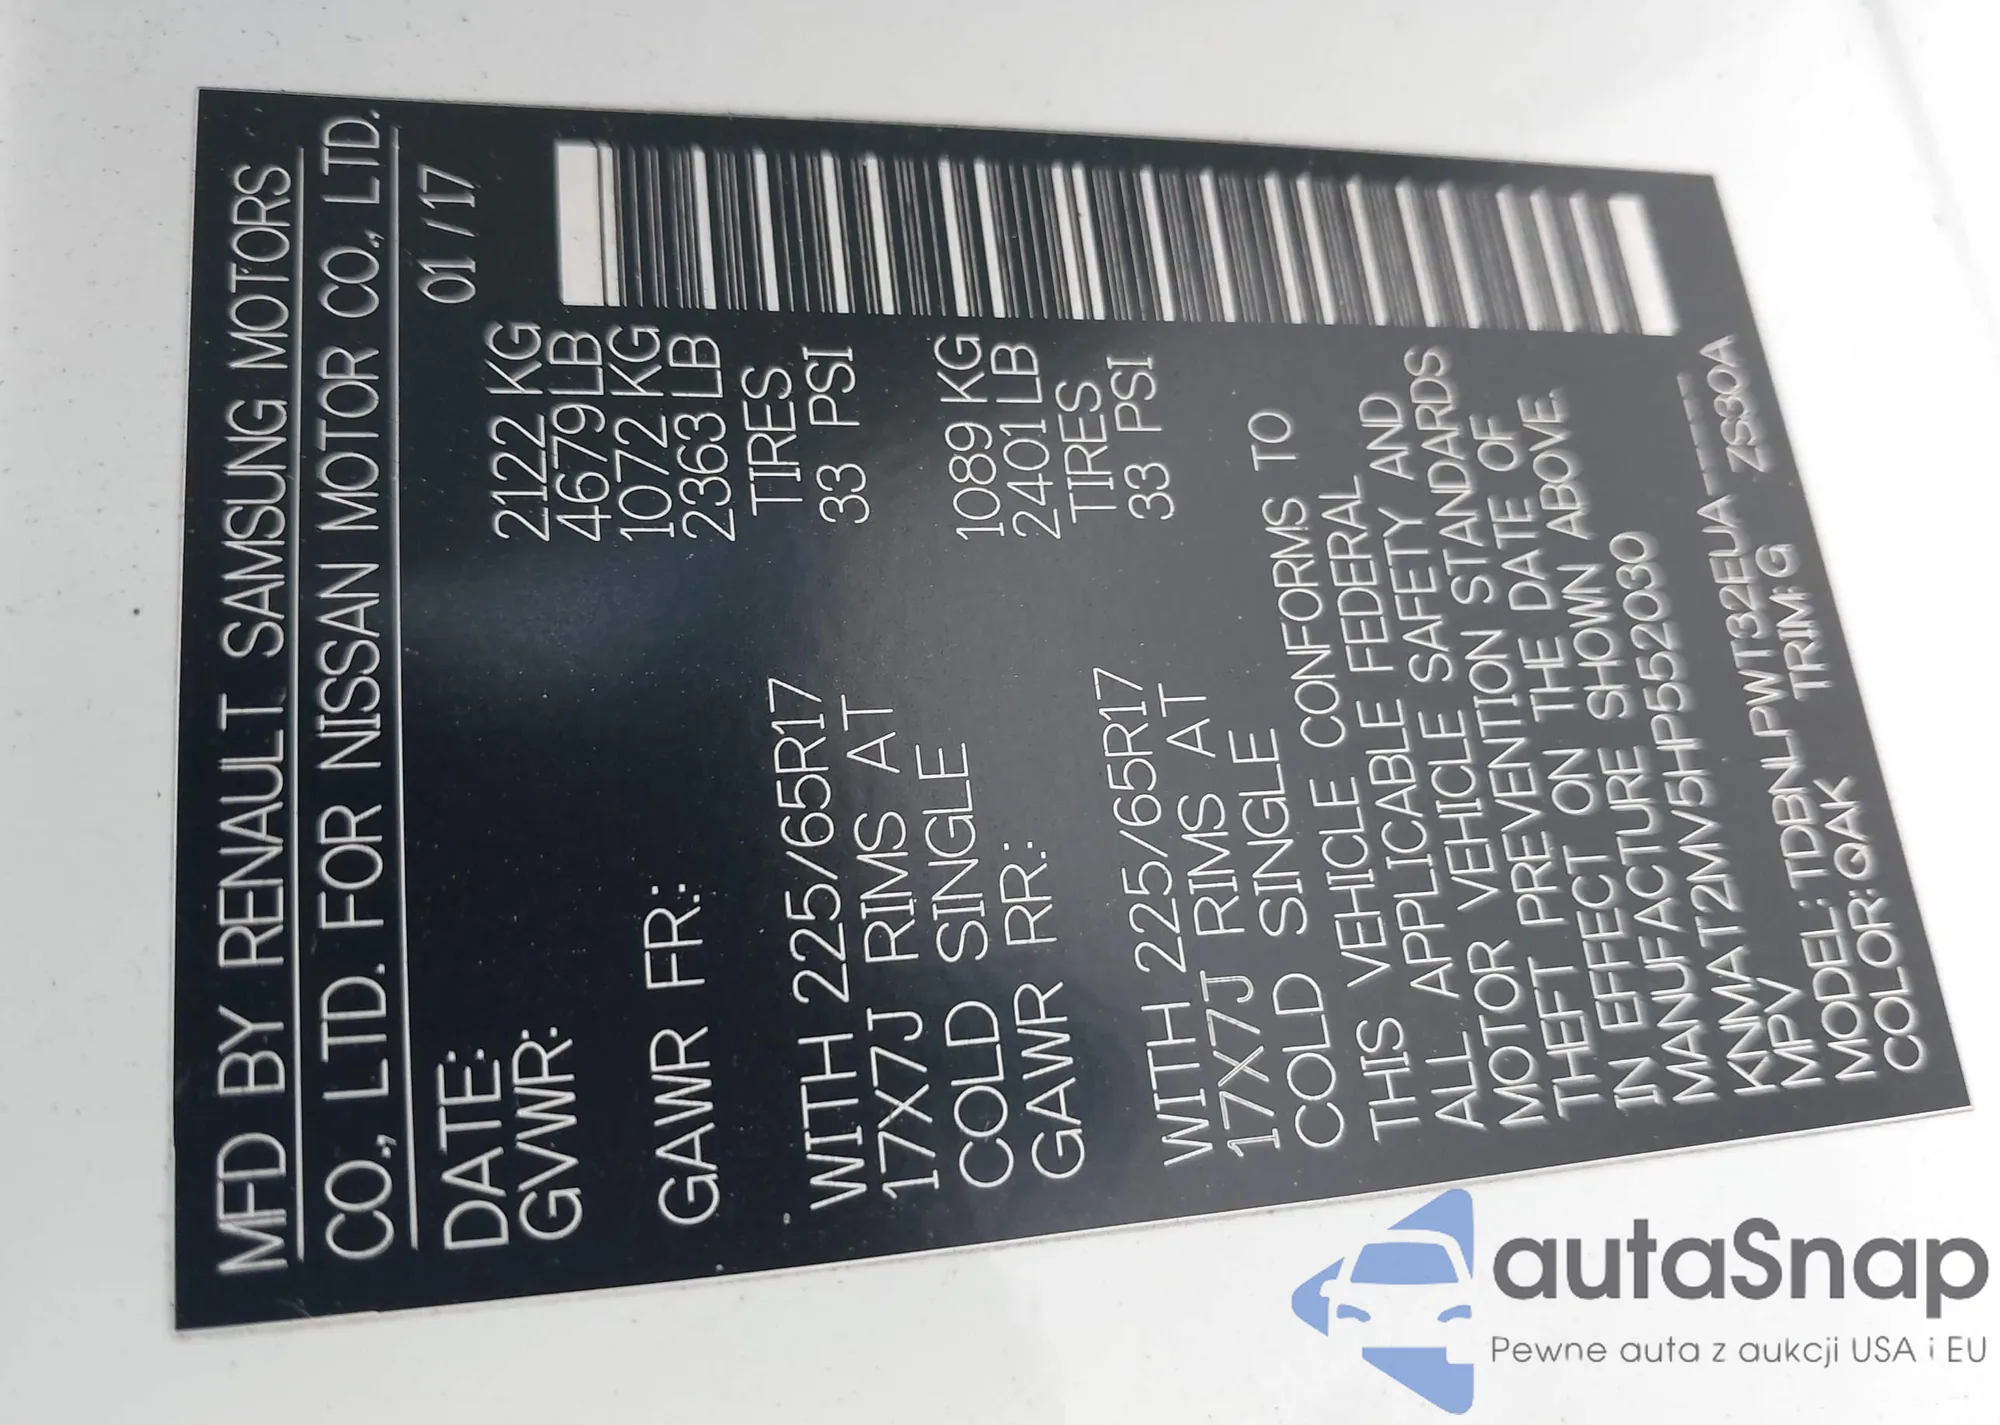 MFD BY RENAULT SAMSUNG MOTORS
CO., LTD. FOR NISSAN MOTOR CO., LTD.
DATE: 01/17
GVWR: 2122 KG
4679 LB
GAWR FR: 1072 KG
2363 LB
WITH 225/65R17 TIRES
17X7J RIMS AT 33 PSI
COLD SINGLE
GAWR RR: 1089 KG
2401 LB
WITH 225/65R17 TIRES
17X7J RIMS AT 33 PSI
COLD SINGLE
THIS VEHICLE CONFORMS TO
ALL APPLICABLE FEDERAL
MOTOR VEHICLE SAFETY AND
THEFT PREVENTION STANDARDS
IN EFFECT ON THE DATE OF
MANUFACTURE SHOWN ABOVE.
KNMAT2MV5HP552030
MPV
MODEL: TDBNLPWT32EUA-----
COLOR: QAK TRIM: G ZS30A
autaSnap
Pewne auta z aukcji USA i EU